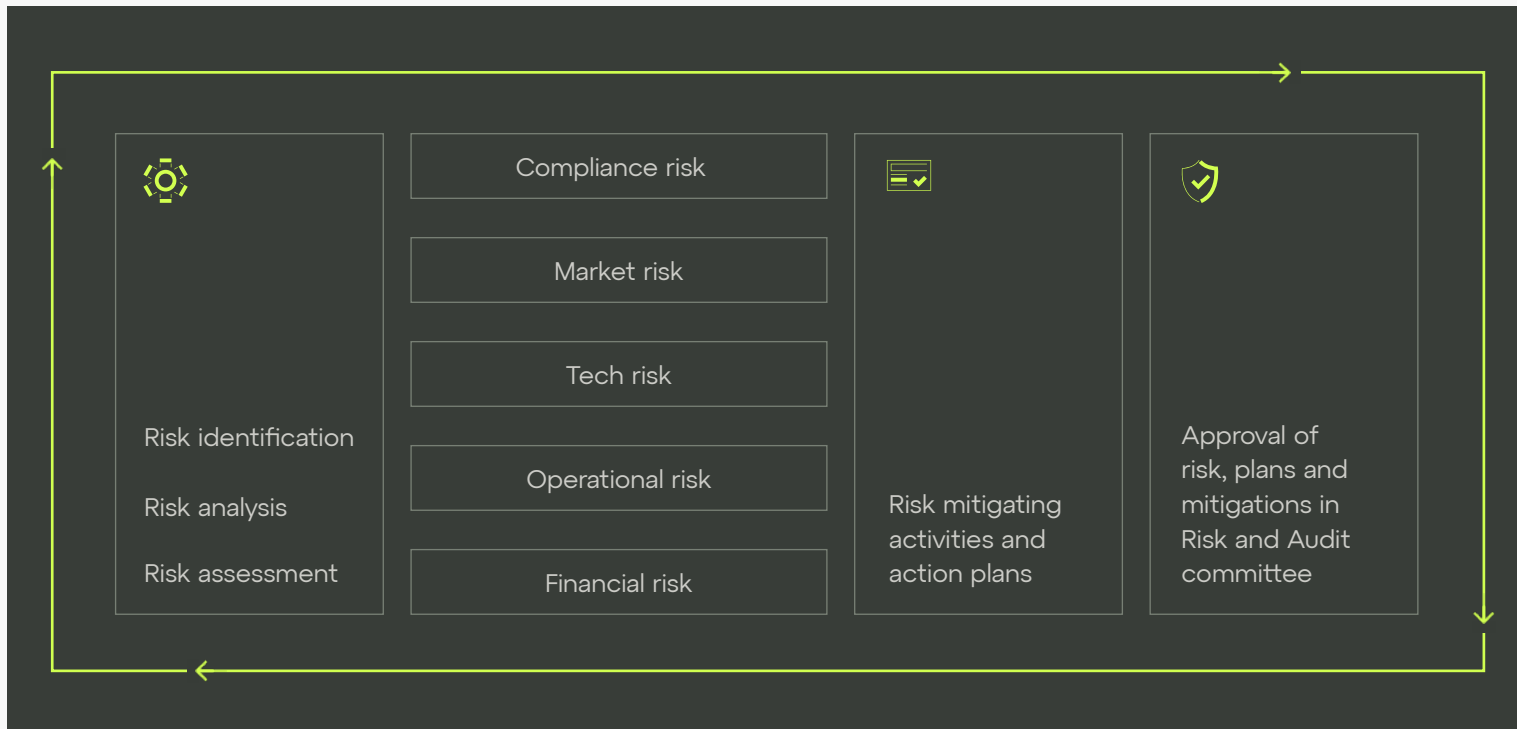 Risk identification
Risk analysis
Risk assessment
Compliance risk
Market risk
Tech risk
Operational risk
Financial risk
Risk mitigating
activities and
action plans
Approval of
risk, plans and
mitigations in
Risk and Audit
committee